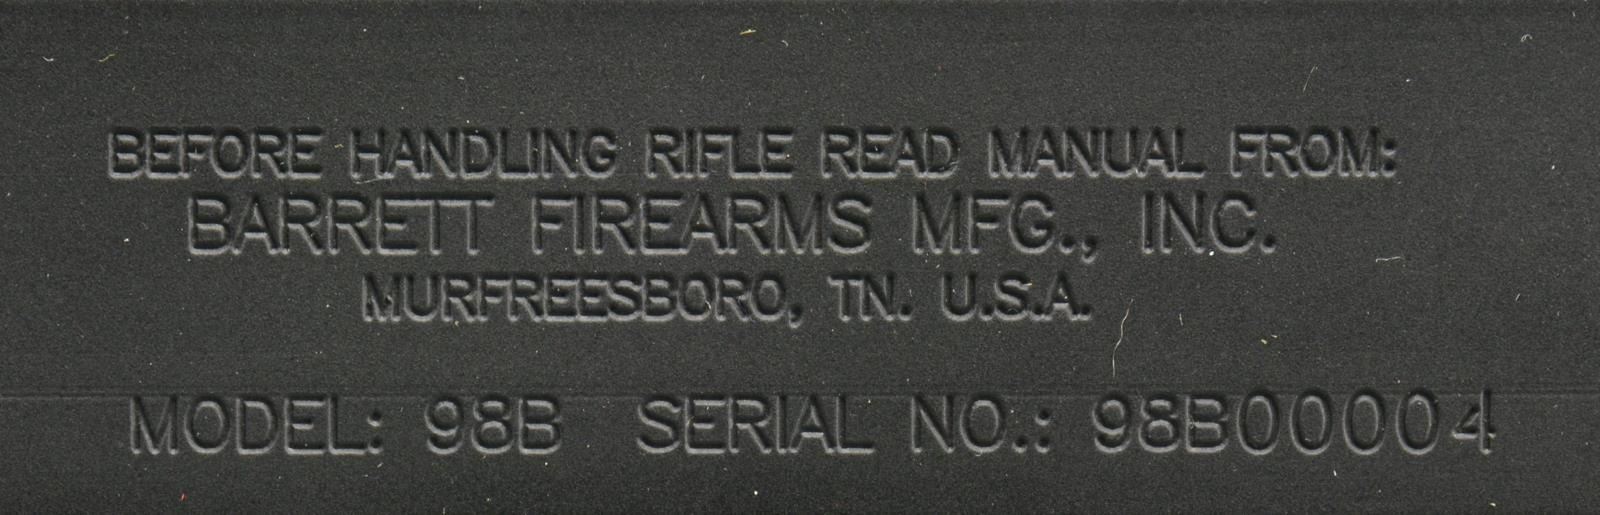 BEFORE HANDLING RIFLE READ MANUAL FROM:
BARRETT FIREARMS MFG., INC.
MURFREESBORO, TN. U.S.A.
MODEL: 98B SERIAL NO.: 98B00004